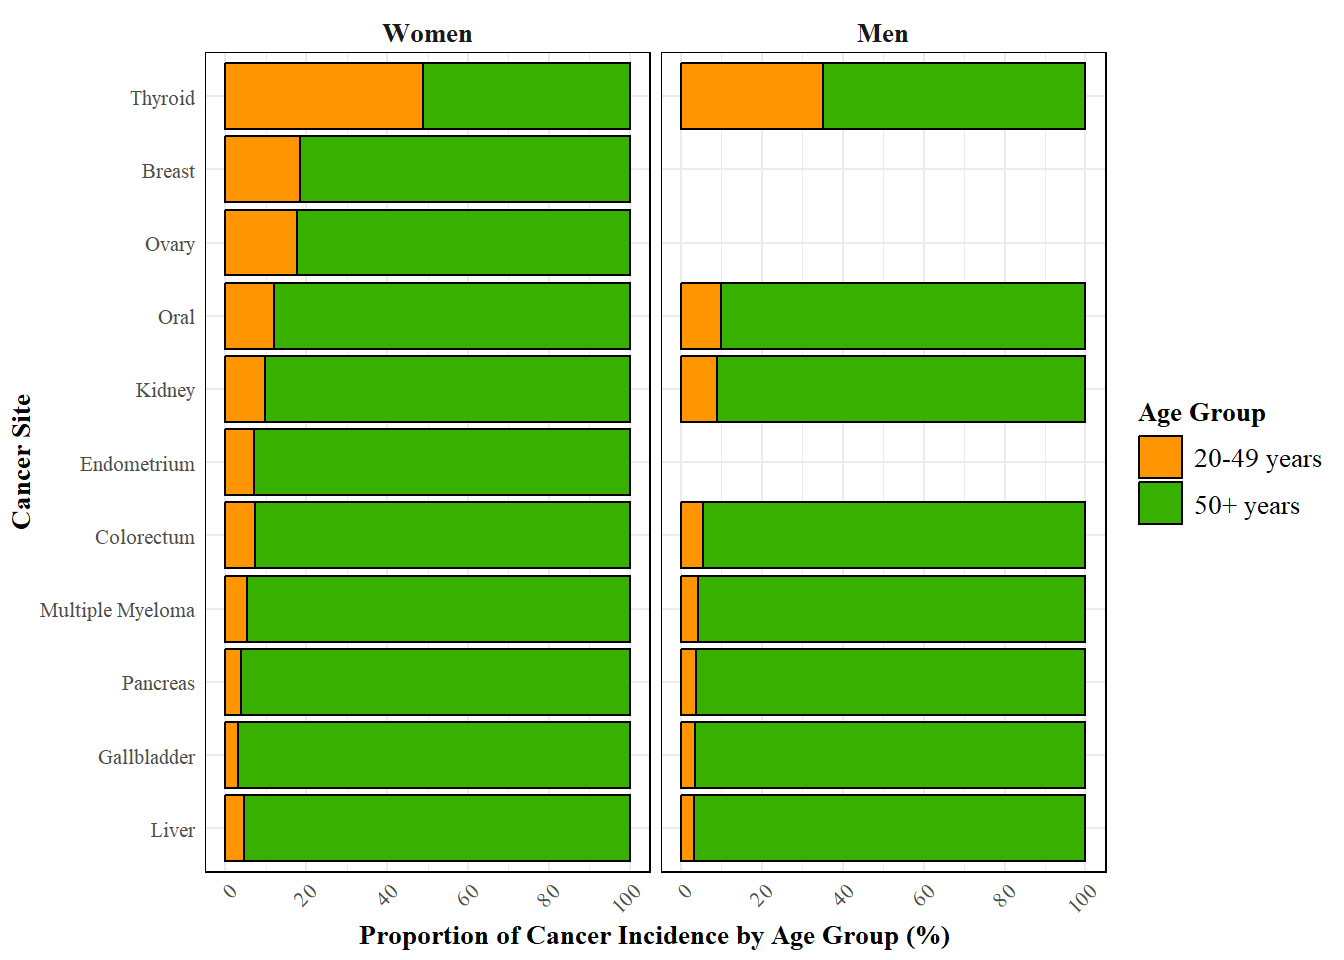 Women
Men
Thyroid
Breast
Ovary
Oral
Kidney
Endometrium
Colorectum
Multiple Myeloma
Pancreas
Gallbladder
Liver
Cancer Site
0 20 40 60 80 100
0 20 40 60 80 100
Proportion of Cancer Incidence by Age Group (%)
Age Group
20-49 years
50+ years